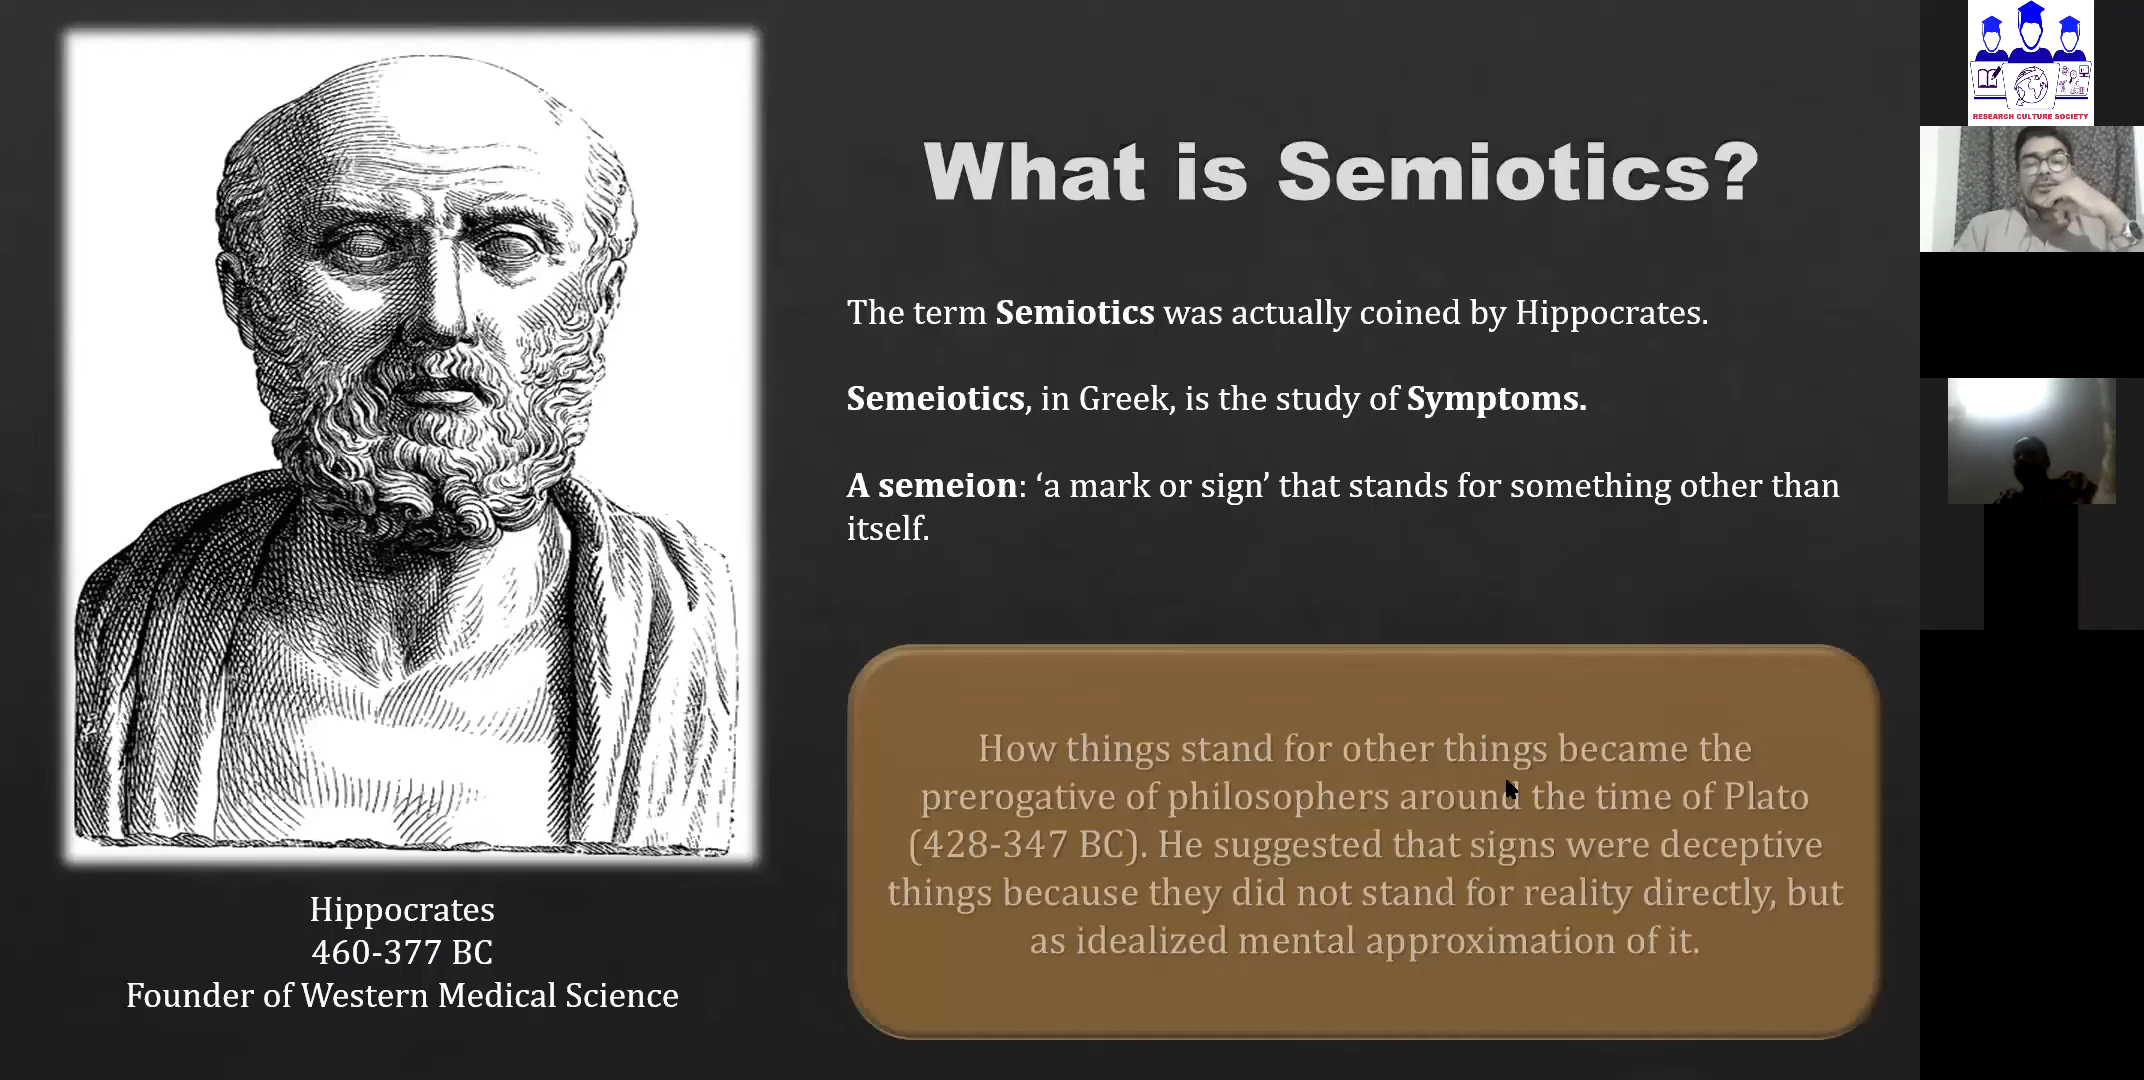 What is Semiotics?
The term Semiotics was actually coined by Hippocrates.
Semeiotics, in Greek, is the study of Symptoms.
A semeion: ‘a mark or sign’ that stands for something other than
itself.
How things stand for other things became the
prerogative of philosophers around the time of Plato
(428-347 BC). He suggested that signs were deceptive
things because they did not stand for reality directly, but
as idealized mental approximation of it.
Hippocrates
460-377 BC
Founder of Western Medical Science
RESEARCH CULTURE SOCIETY